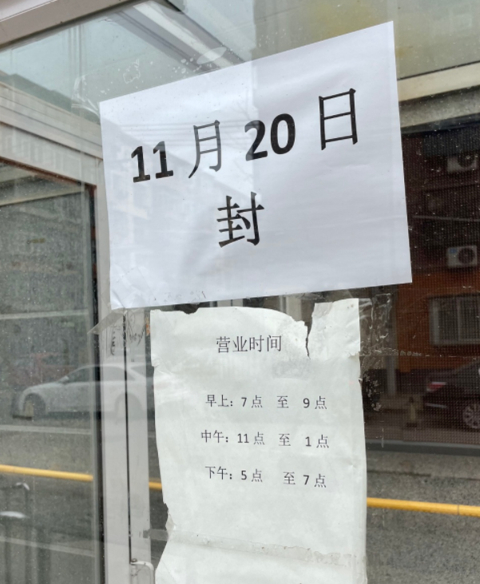 11月20日
封
营业时间
早上：7点 至 9点
中午：11点 至 1点
下午：5点 至 7点